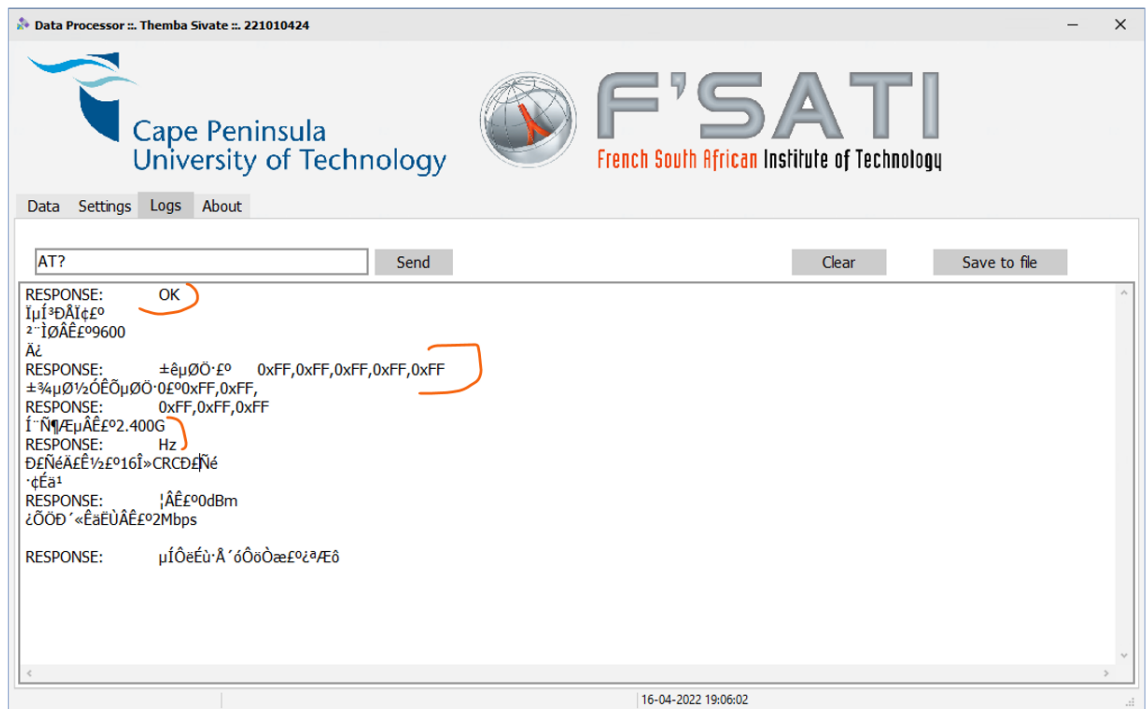 Data Processor ::. Themba Sivate ::. 221010424
Cape Peninsula
University of Technology
F'SATI
French South African Institute of Technology
Data Settings Logs About
AT? Send Clear Save to file
RESPONSE: OK
ÏµÍ³ÐÅÏ¢£º
²¨ÌØÂÊ£º9600
Ä¿
RESPONSE: ±êµØÖ·£º 0xFF,0xFF,0xFF,0xFF,0xFF
±¾µØ½ÓÊÕµØÖ·0£º0xFF,0xFF,
RESPONSE: 0xFF,0xFF,0xFF
Í¨Ñ¶ÆµÂÊ£º2.400G
RESPONSE: Hz
Ð£ÑéÄ£Ê½£º16Î»CRCÐ£Ñé
·¢Éä¹
RESPONSE: ¦ÂÊ£º0dBm
¿ÕÖÐ´«ÊäËÙÂÊ£º2Mbps
RESPONSE: µÍÔëÉù·Å´óÔöÒæ£º¿ªÆô
16-04-2022 19:06:02